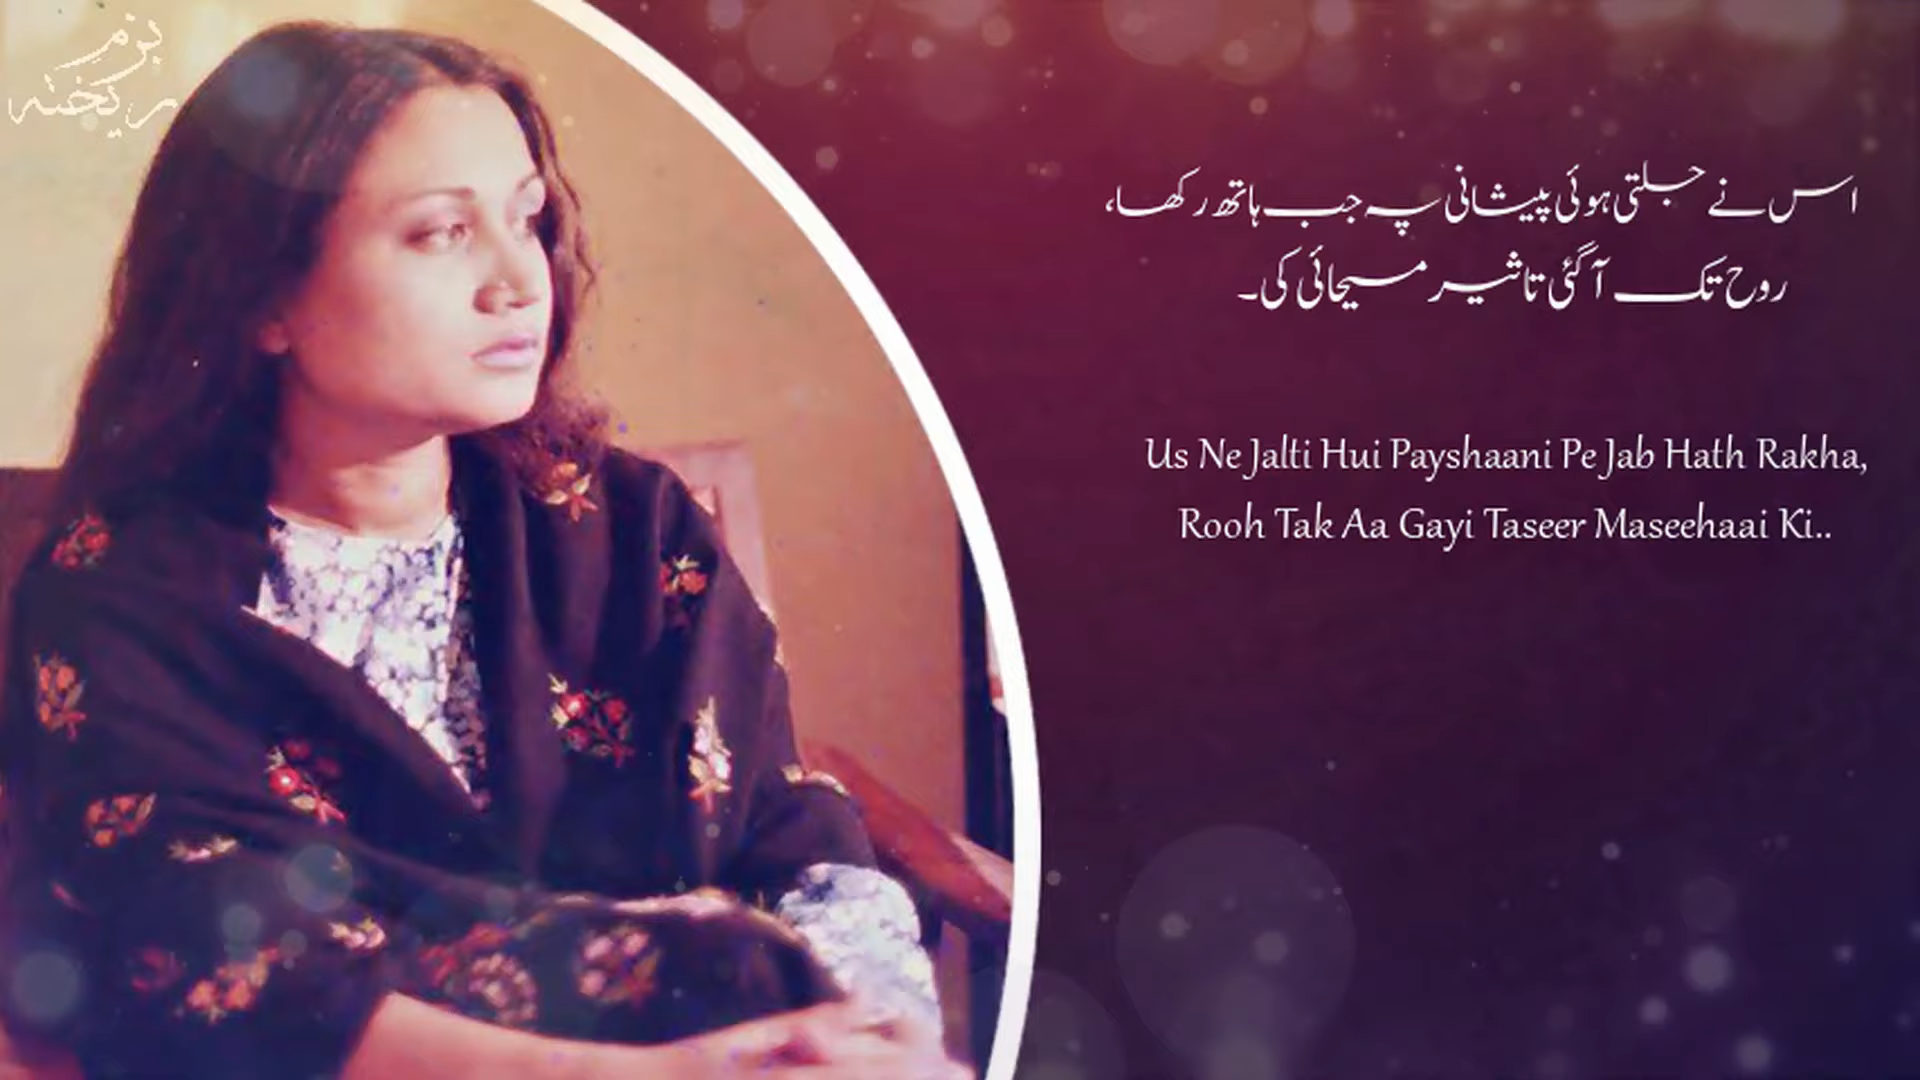 بزم
ریختہ
اس نے جلتی ہوئی پیشانی پہ جب ہاتھ رکھا،
روح تک آ گئی تاثیر مسیحائی کی۔
Us Ne Jalti Hui Payshaani Pe Jab Hath Rakha,
Rooh Tak Aa Gayi Taseer Maseehaai Ki..